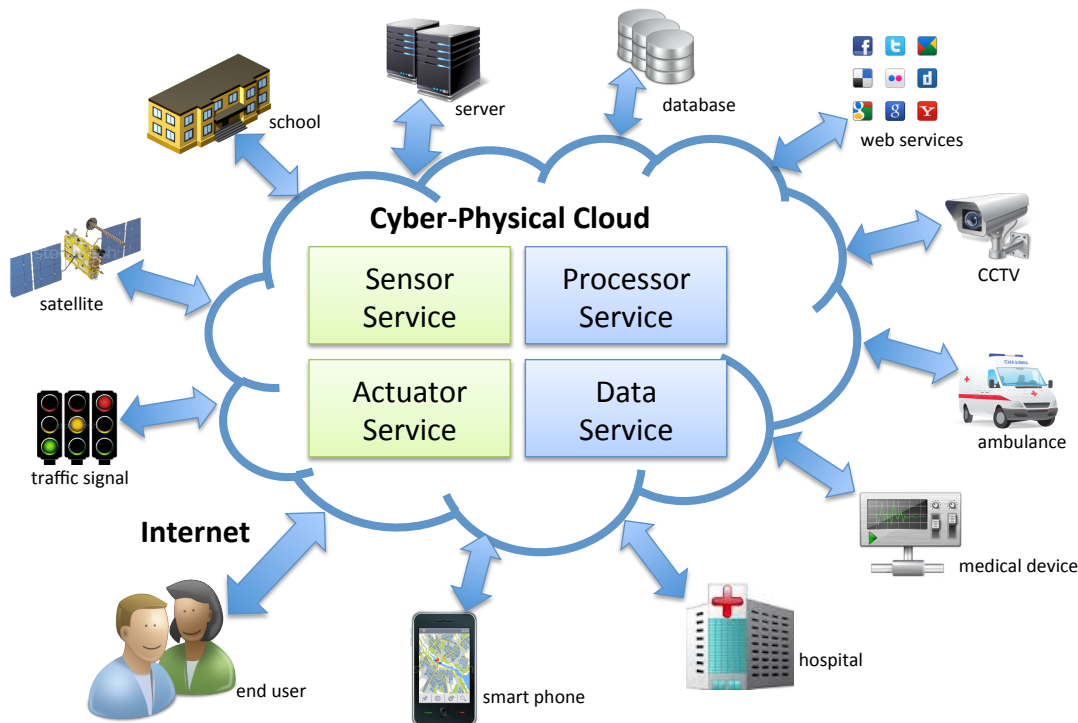 server
database
school
web services
Cyber-Physical Cloud
Sensor
Service
Processor
Service
CCTV
satellite
Actuator
Service
Data
Service
ambulance
traffic signal
Internet
medical device
hospital
end user
smart phone